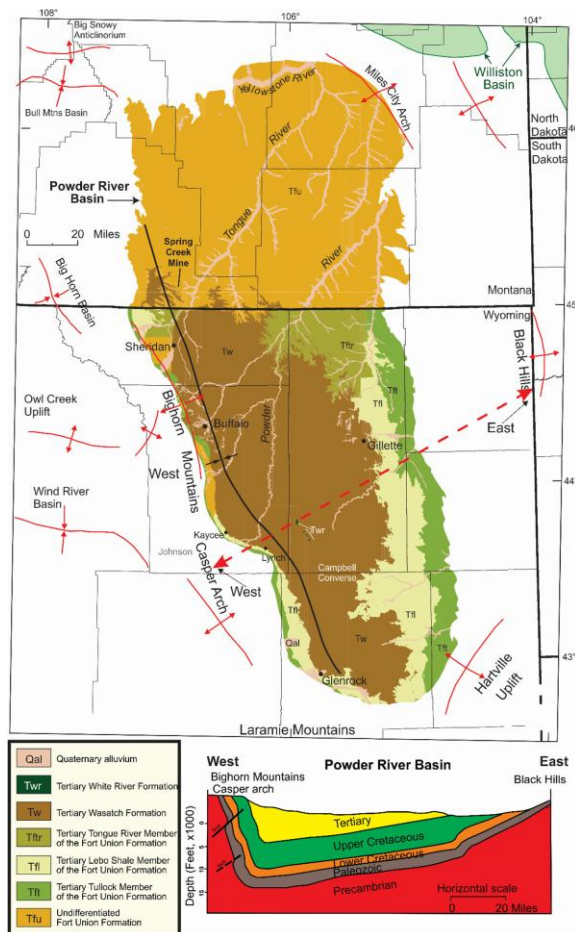 108°
106°
104°
Big Snowy
Anticlinorium
Bull Mtns Basin
46°
Yellowstone River
Miles City Arch
Williston
Basin
North
Dakota
South
Dakota
Powder River
Basin
0 20 Miles
River
Tongue
Tfu
River
Spring
Creek
Mine
Big Horn Basin
45°
Montana
Wyoming
Sheridan
Tw
Tftr
Tft
Tfl
Black Hills
East
Owl Creek
Uplift
Bighorn
Mountains
Buffalo
Powder
Gillette
West
Wind River
Basin
44°
Kaycee
Johnson
Lynch
Twr
Casper Arch
West
Campbell
Converse
Tfl
Tw
Tfl
Qal
Tft
43°
Glenrock
Hartville
Uplift
Laramie Mountains
Qal Quaternary alluvium
Twr Tertiary White River Formation
Tw Tertiary Wasatch Formation
Tftr Tertiary Tongue River Member
of the Fort Union Formation
Tfl Tertiary Lebo Shale Member
of the Fort Union Formation
Tft Tertiary Tullock Member
of the Fort Union Formation
Tfu Undifferentiated
Fort Union Formation
West
Powder River Basin
East
Bighorn Mountains
Casper arch
Black Hills
Depth (Feet, x1000)
0
5
10
15
Tertiary
Upper Cretaceous
Lower Cretaceous
Paleozoic
Precambrian
Horizontal scale
0 20 Miles